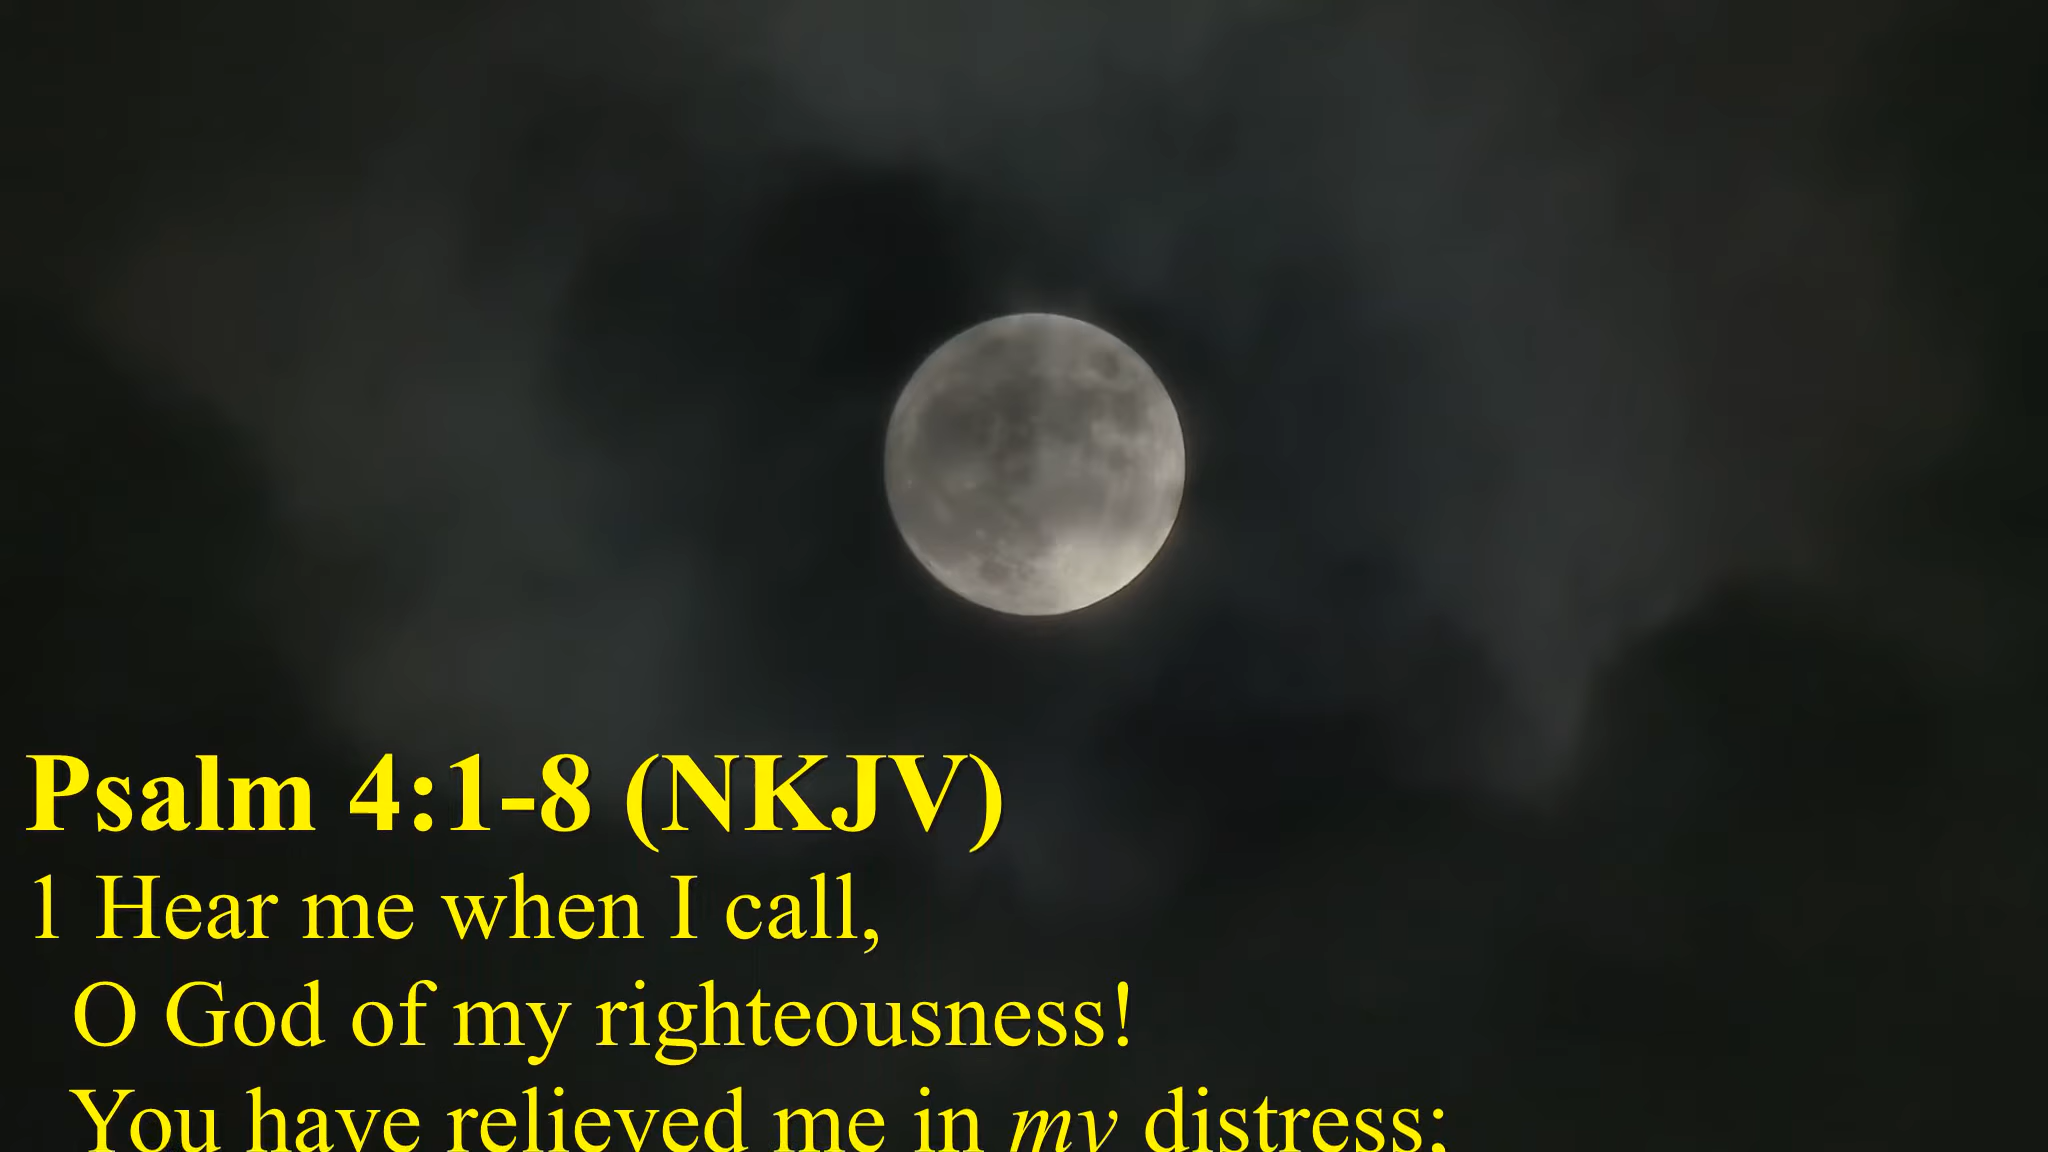 Psalm 4:1-8 (NKJV)
1 Hear me when I call,
O God of my righteousness!
You have relieved me in my distress;